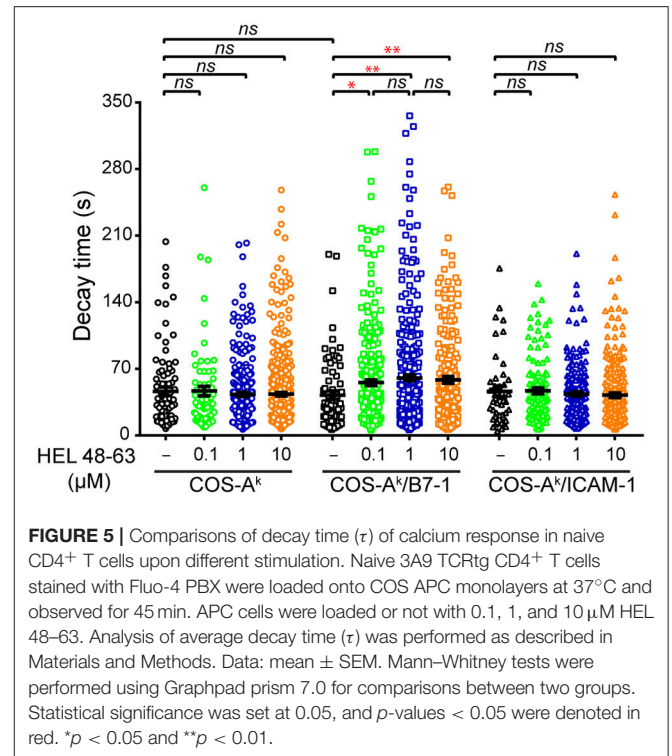 ns
ns **
ns ** ns
ns * ns ns ns
350
280
210
140
70
0
Decay time (s)
HEL 48-63 – 0.1 1 10 – 0.1 1 10 – 0.1 1 10
(μM) COS-Aᵏ COS-Aᵏ/B7-1 COS-Aᵏ/ICAM-1
FIGURE 5 | Comparisons of decay time (τ) of calcium response in naive
CD4⁺ T cells upon different stimulation. Naive 3A9 TCRtg CD4⁺ T cells
stained with Fluo-4 PBX were loaded onto COS APC monolayers at 37°C and
observed for 45 min. APC cells were loaded or not with 0.1, 1, and 10 μM HEL
48–63. Analysis of average decay time (τ) was performed as described in
Materials and Methods. Data: mean ± SEM. Mann–Whitney tests were
performed using Graphpad prism 7.0 for comparisons between two groups.
Statistical significance was set at 0.05, and p-values < 0.05 were denoted in
red. *p < 0.05 and **p < 0.01.